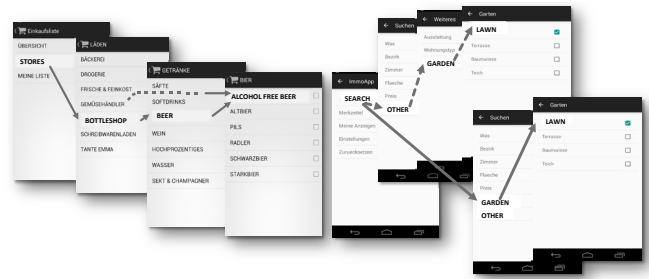 Einkaufsliste
ÜBERSICHT
STORES
MEINE LISTE
LÄDEN
BÄCKEREI
DROGERIE
FRISCHE & FEINKOST
GEMÜSEHÄNDLER
BOTTLESHOP
SCHREIBWARENLADEN
TANTE EMMA
GETRÄNKE
SÄFTE
SOFTDRINKS
BEER
WEIN
HOCHPROZENTIGES
WASSER
SEKT & CHAMPAGNER
BIER
ALCOHOL FREE BEER
ALTBIER
PILS
RADLER
SCHWARZBIER
STARKBIER
ImmoApp
SEARCH
Merkzettel
Meine Anzeigen
Einstellungen
Zuruecksetzen
Suchen
Was
Bezirk
Zimmer
Flaeche
Preis
OTHER
Weiteres
Ausstattung
Wohnungstyp
GARDEN
Garten
LAWN
Terrasse
Baumwiese
Teich
Suchen
Was
Bezirk
Zimmer
Flaeche
Preis
GARDEN
OTHER
Garten
LAWN
Terrasse
Baumwiese
Teich